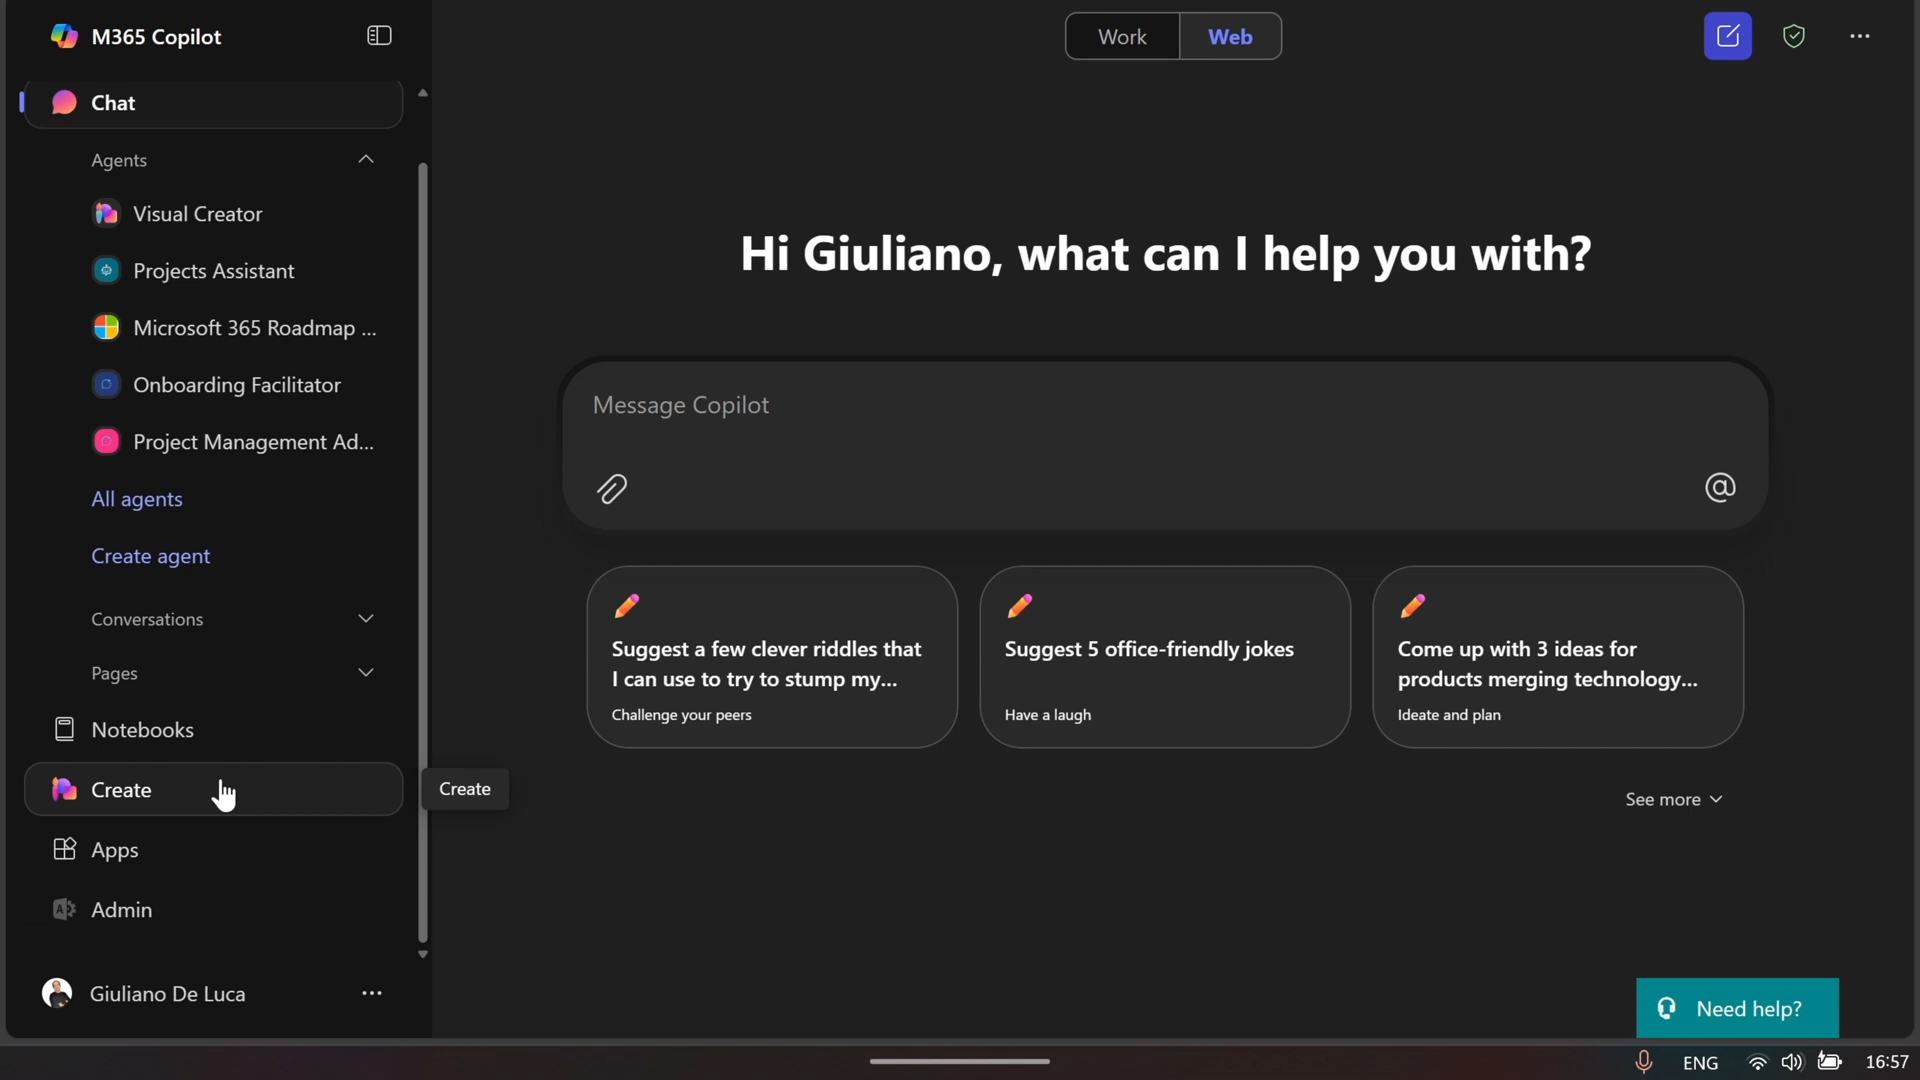 M365 Copilot
Work
Web
Chat
Agents
Visual Creator
Projects Assistant
Microsoft 365 Roadmap ...
Onboarding Facilitator
Project Management Ad...
All agents
Create agent
Conversations
Pages
Notebooks
Create
Create
Apps
Admin
Giuliano De Luca
Hi Giuliano, what can I help you with?
Message Copilot
Suggest a few clever riddles that
I can use to try to stump my...
Challenge your peers
Suggest 5 office-friendly jokes
Have a laugh
Come up with 3 ideas for
products merging technology...
Ideate and plan
See more
Need help?
ENG
16:57